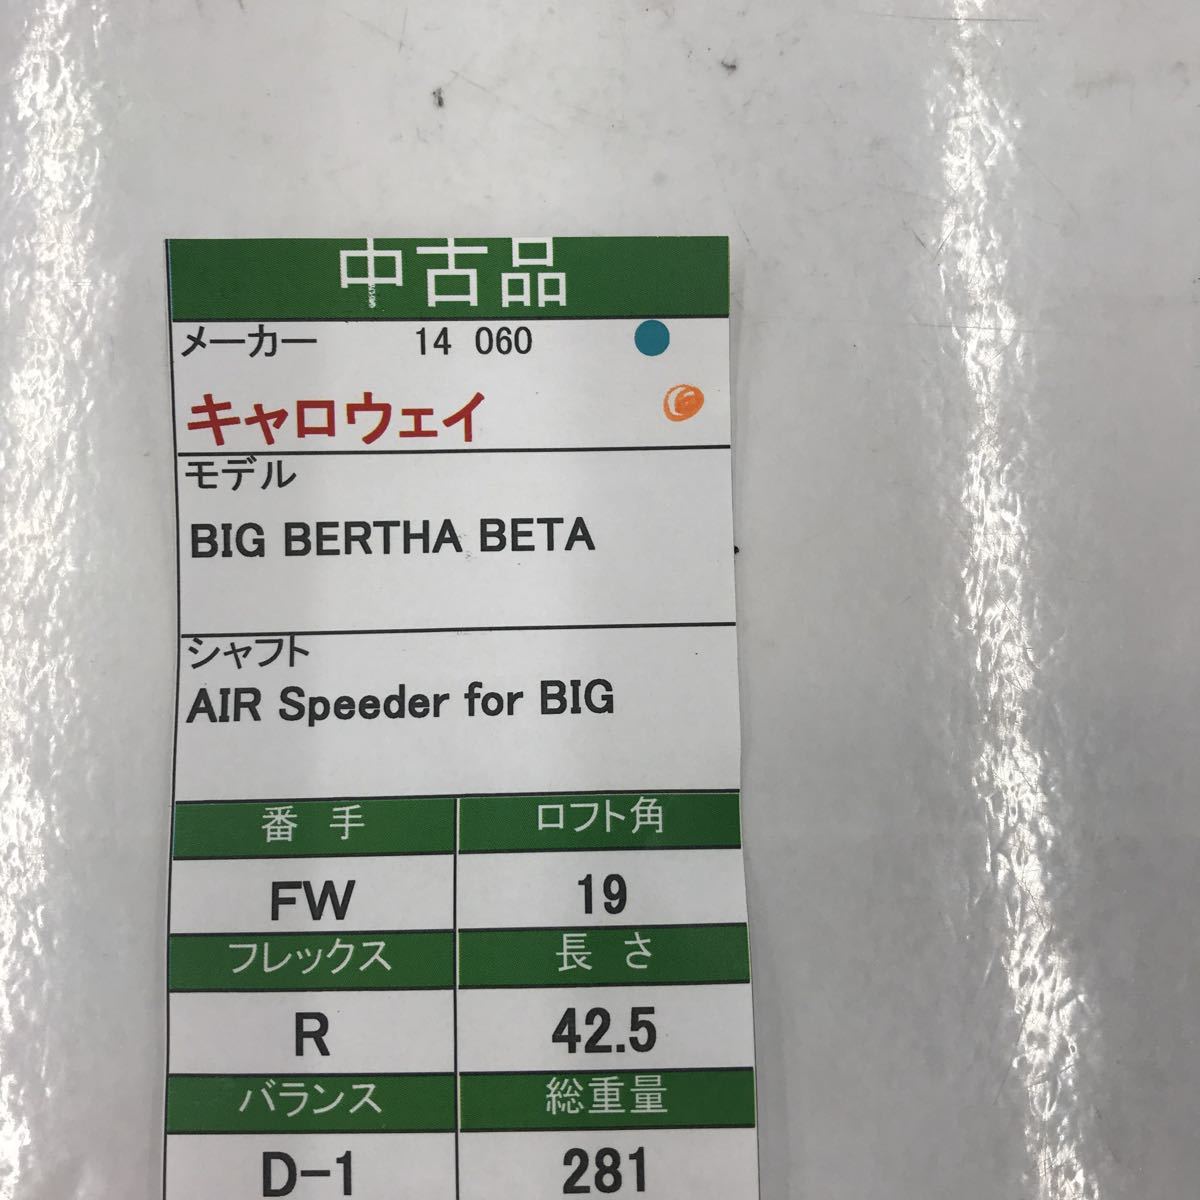 中古品
メーカー 14 060
キャロウェイ
モデル
BIG BERTHA BETA
シャフト
AIR Speeder for BIG
番 手 ロフト角
FW 19
フレックス 長 さ
R 42.5
バランス 総重量
D-1 281